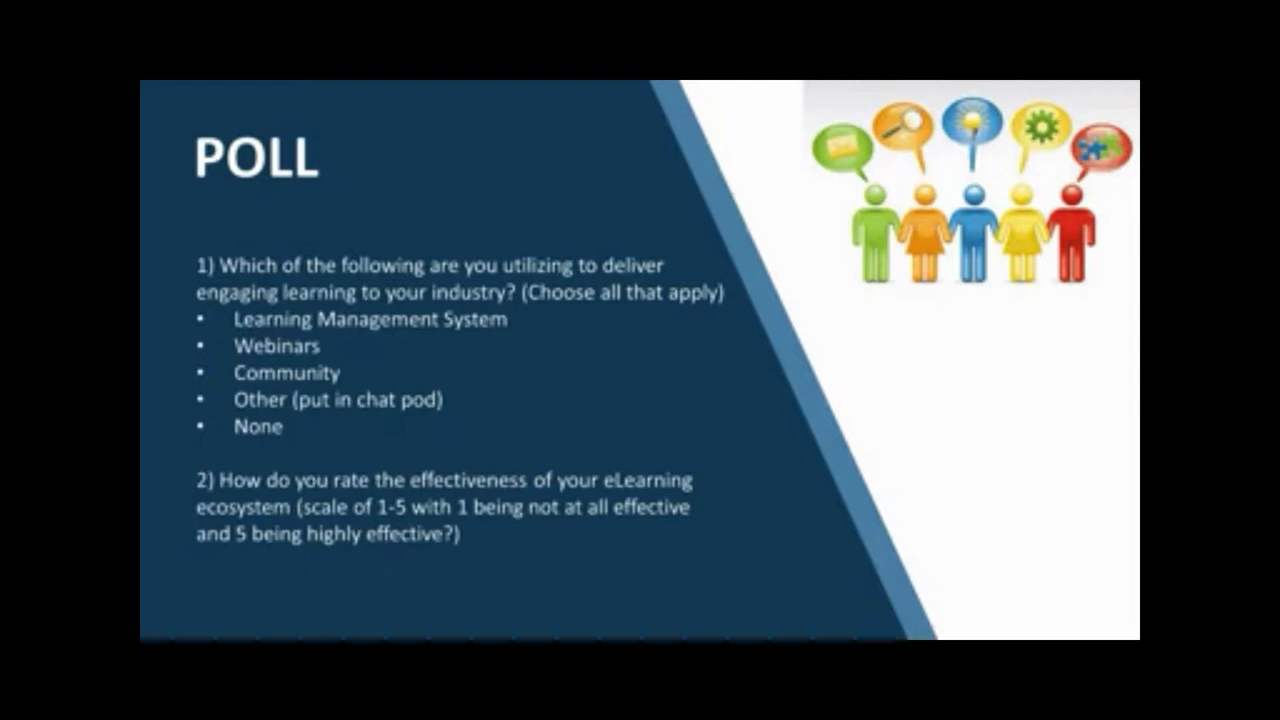 POLL
1) Which of the following are you utilizing to deliver
engaging learning to your industry? (Choose all that apply)
• Learning Management System
• Webinars
• Community
• Other (put in chat pod)
• None
2) How do you rate the effectiveness of your eLearning
ecosystem (scale of 1-5 with 1 being not at all effective
and 5 being highly effective?)